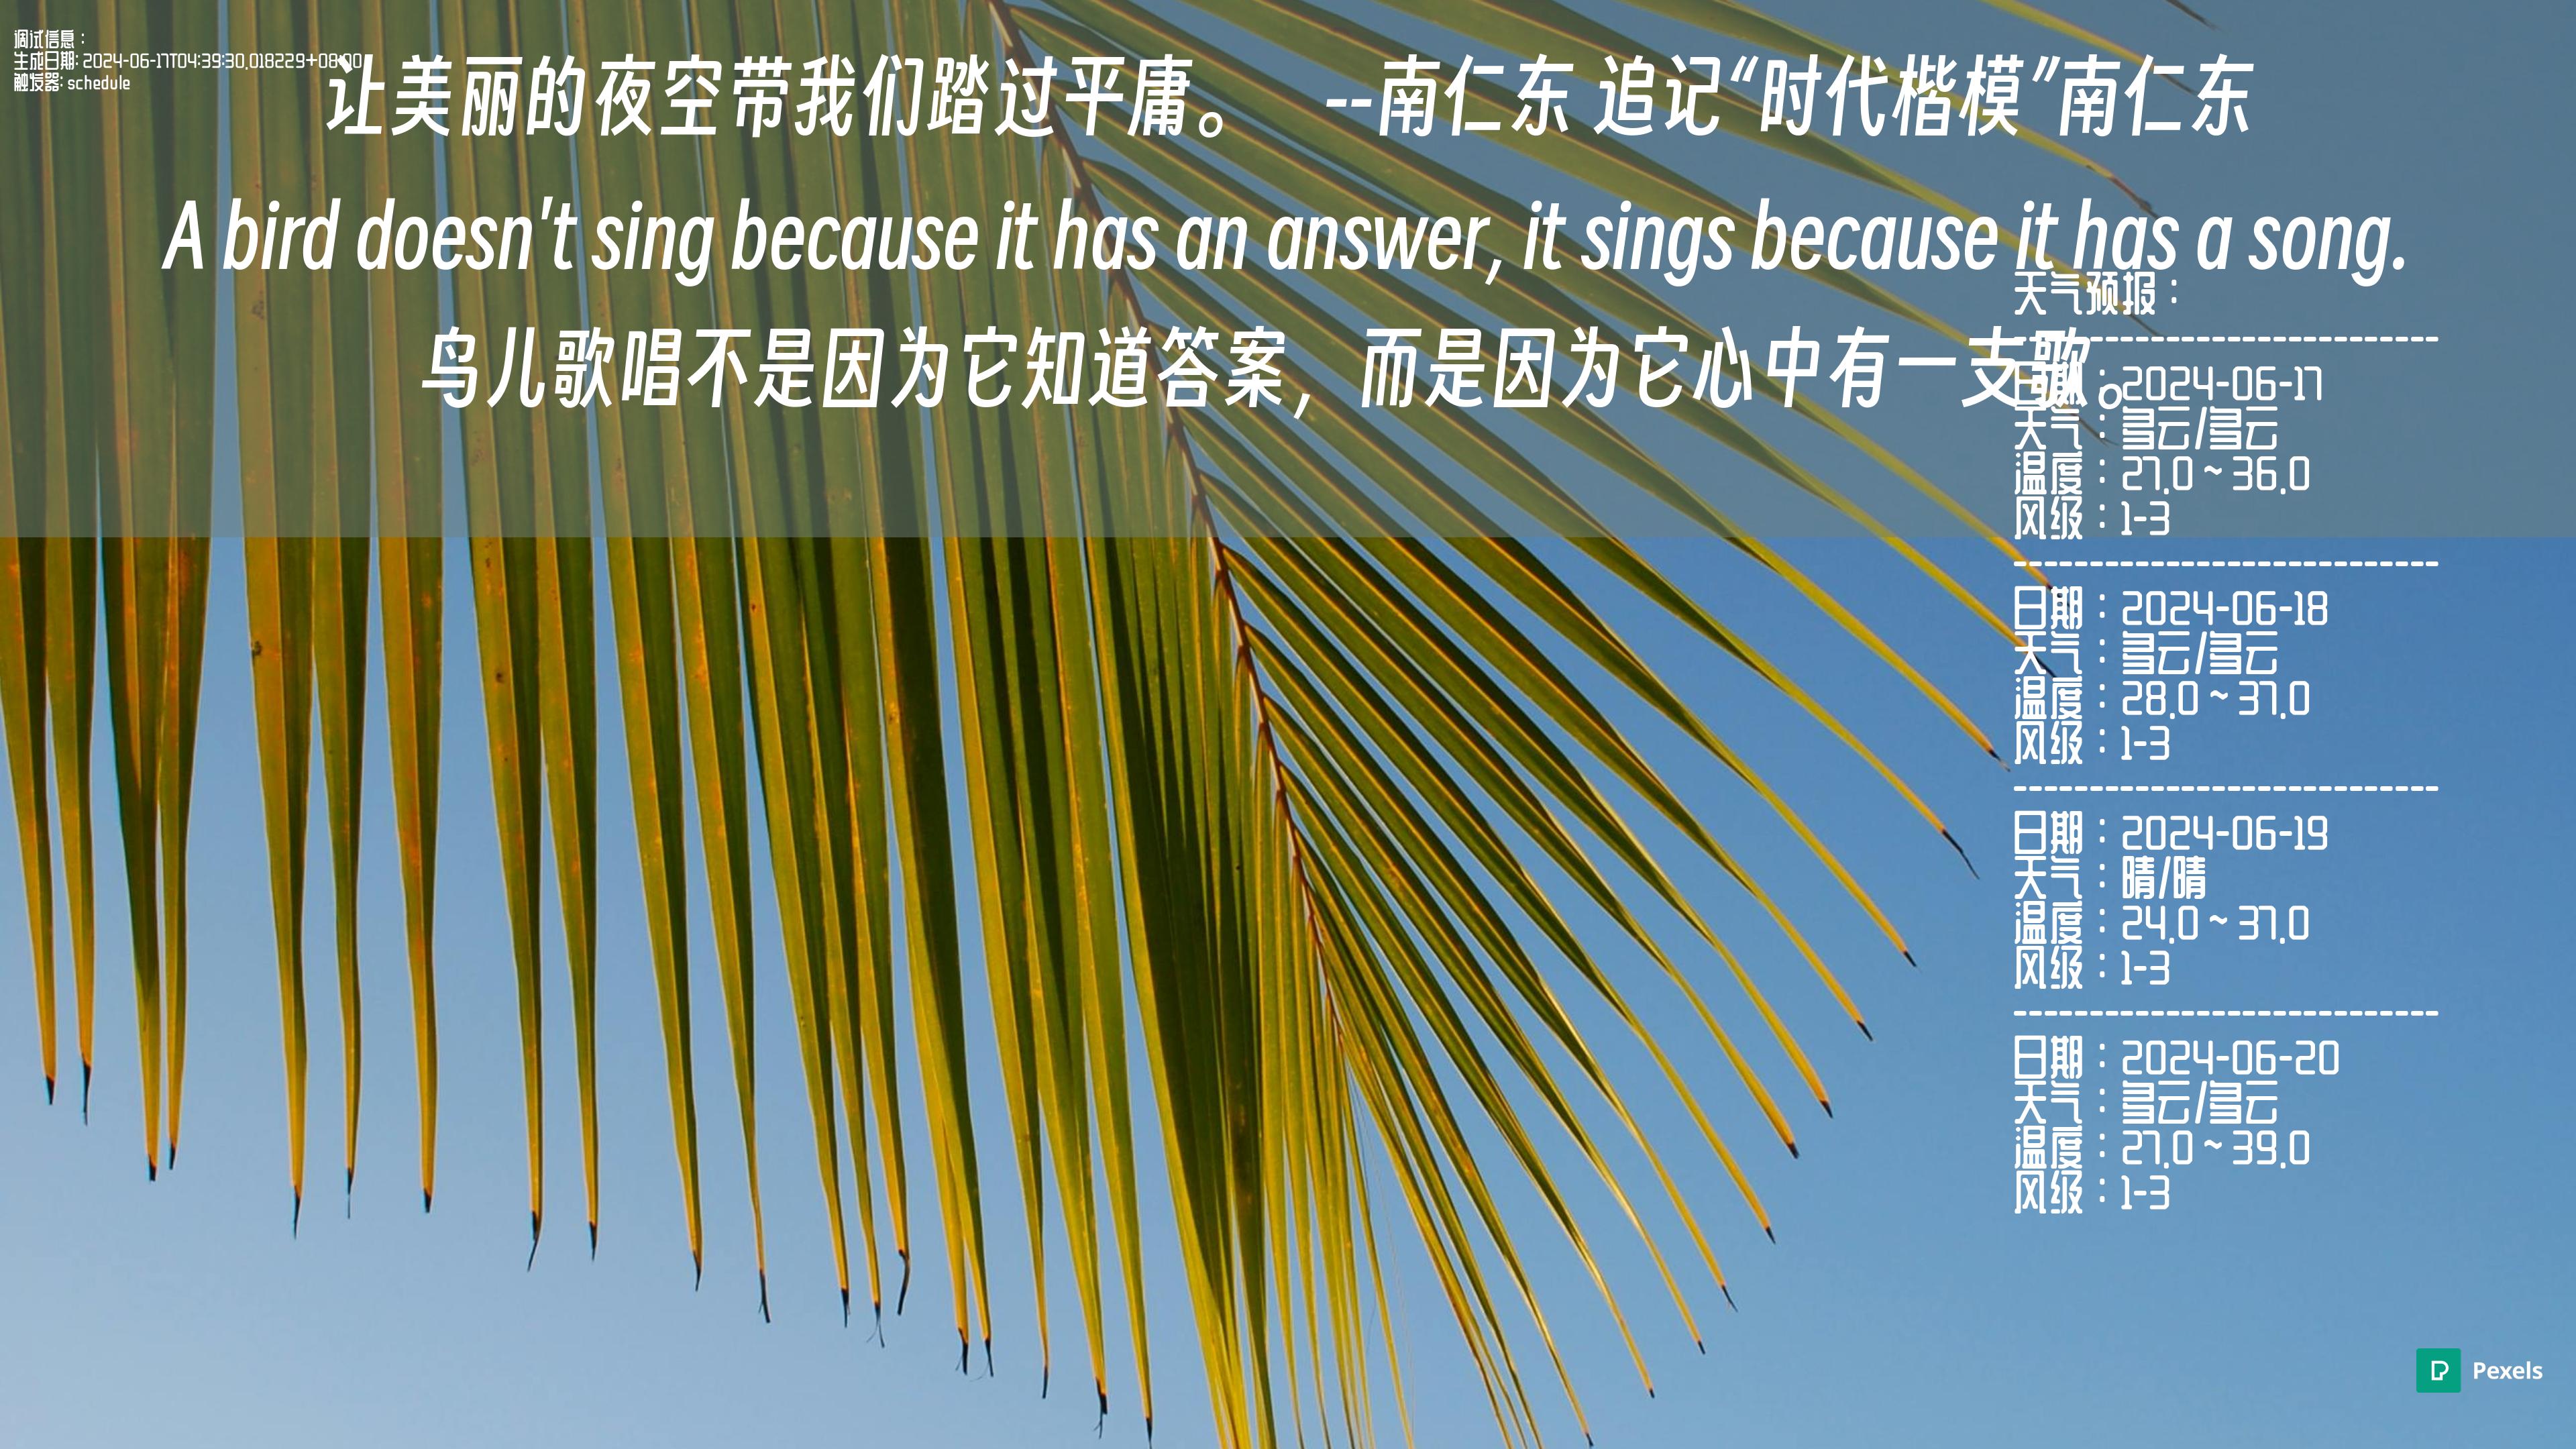 调试信息：
生成日期: 2024-06-17T04:39:30.018229+08:00
触发器: schedule
让美丽的夜空带我们踏过平庸。 --南仁东 追记“时代楷模”南仁东
A bird doesn't sing because it has an answer, it sings because it has a song.
鸟儿歌唱不是因为它知道答案，而是因为它心中有一支歌。
天气预报：
----------------------------
日期：2024-06-17
天气：多云/多云
温度：27.0 ~ 36.0
风级：1-3
----------------------------
日期：2024-06-18
天气：多云/多云
温度：28.0 ~ 37.0
风级：1-3
----------------------------
日期：2024-06-19
天气：晴/晴
温度：24.0 ~ 37.0
风级：1-3
----------------------------
日期：2024-06-20
天气：多云/多云
温度：27.0 ~ 39.0
风级：1-3
Pexels